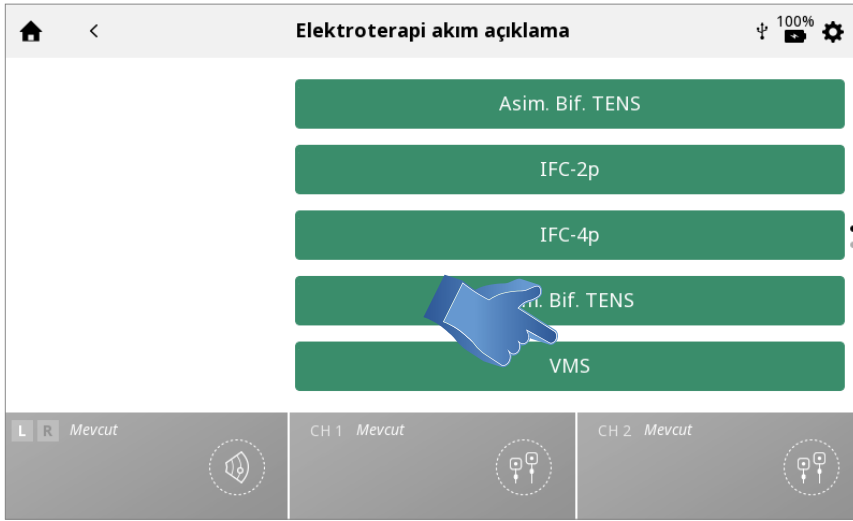 Elektroterapi akım açıklama
100%
Asim. Bif. TENS
IFC-2p
IFC-4p
Bif. TENS
VMS
L R Mevcut
CH 1 Mevcut
CH 2 Mevcut